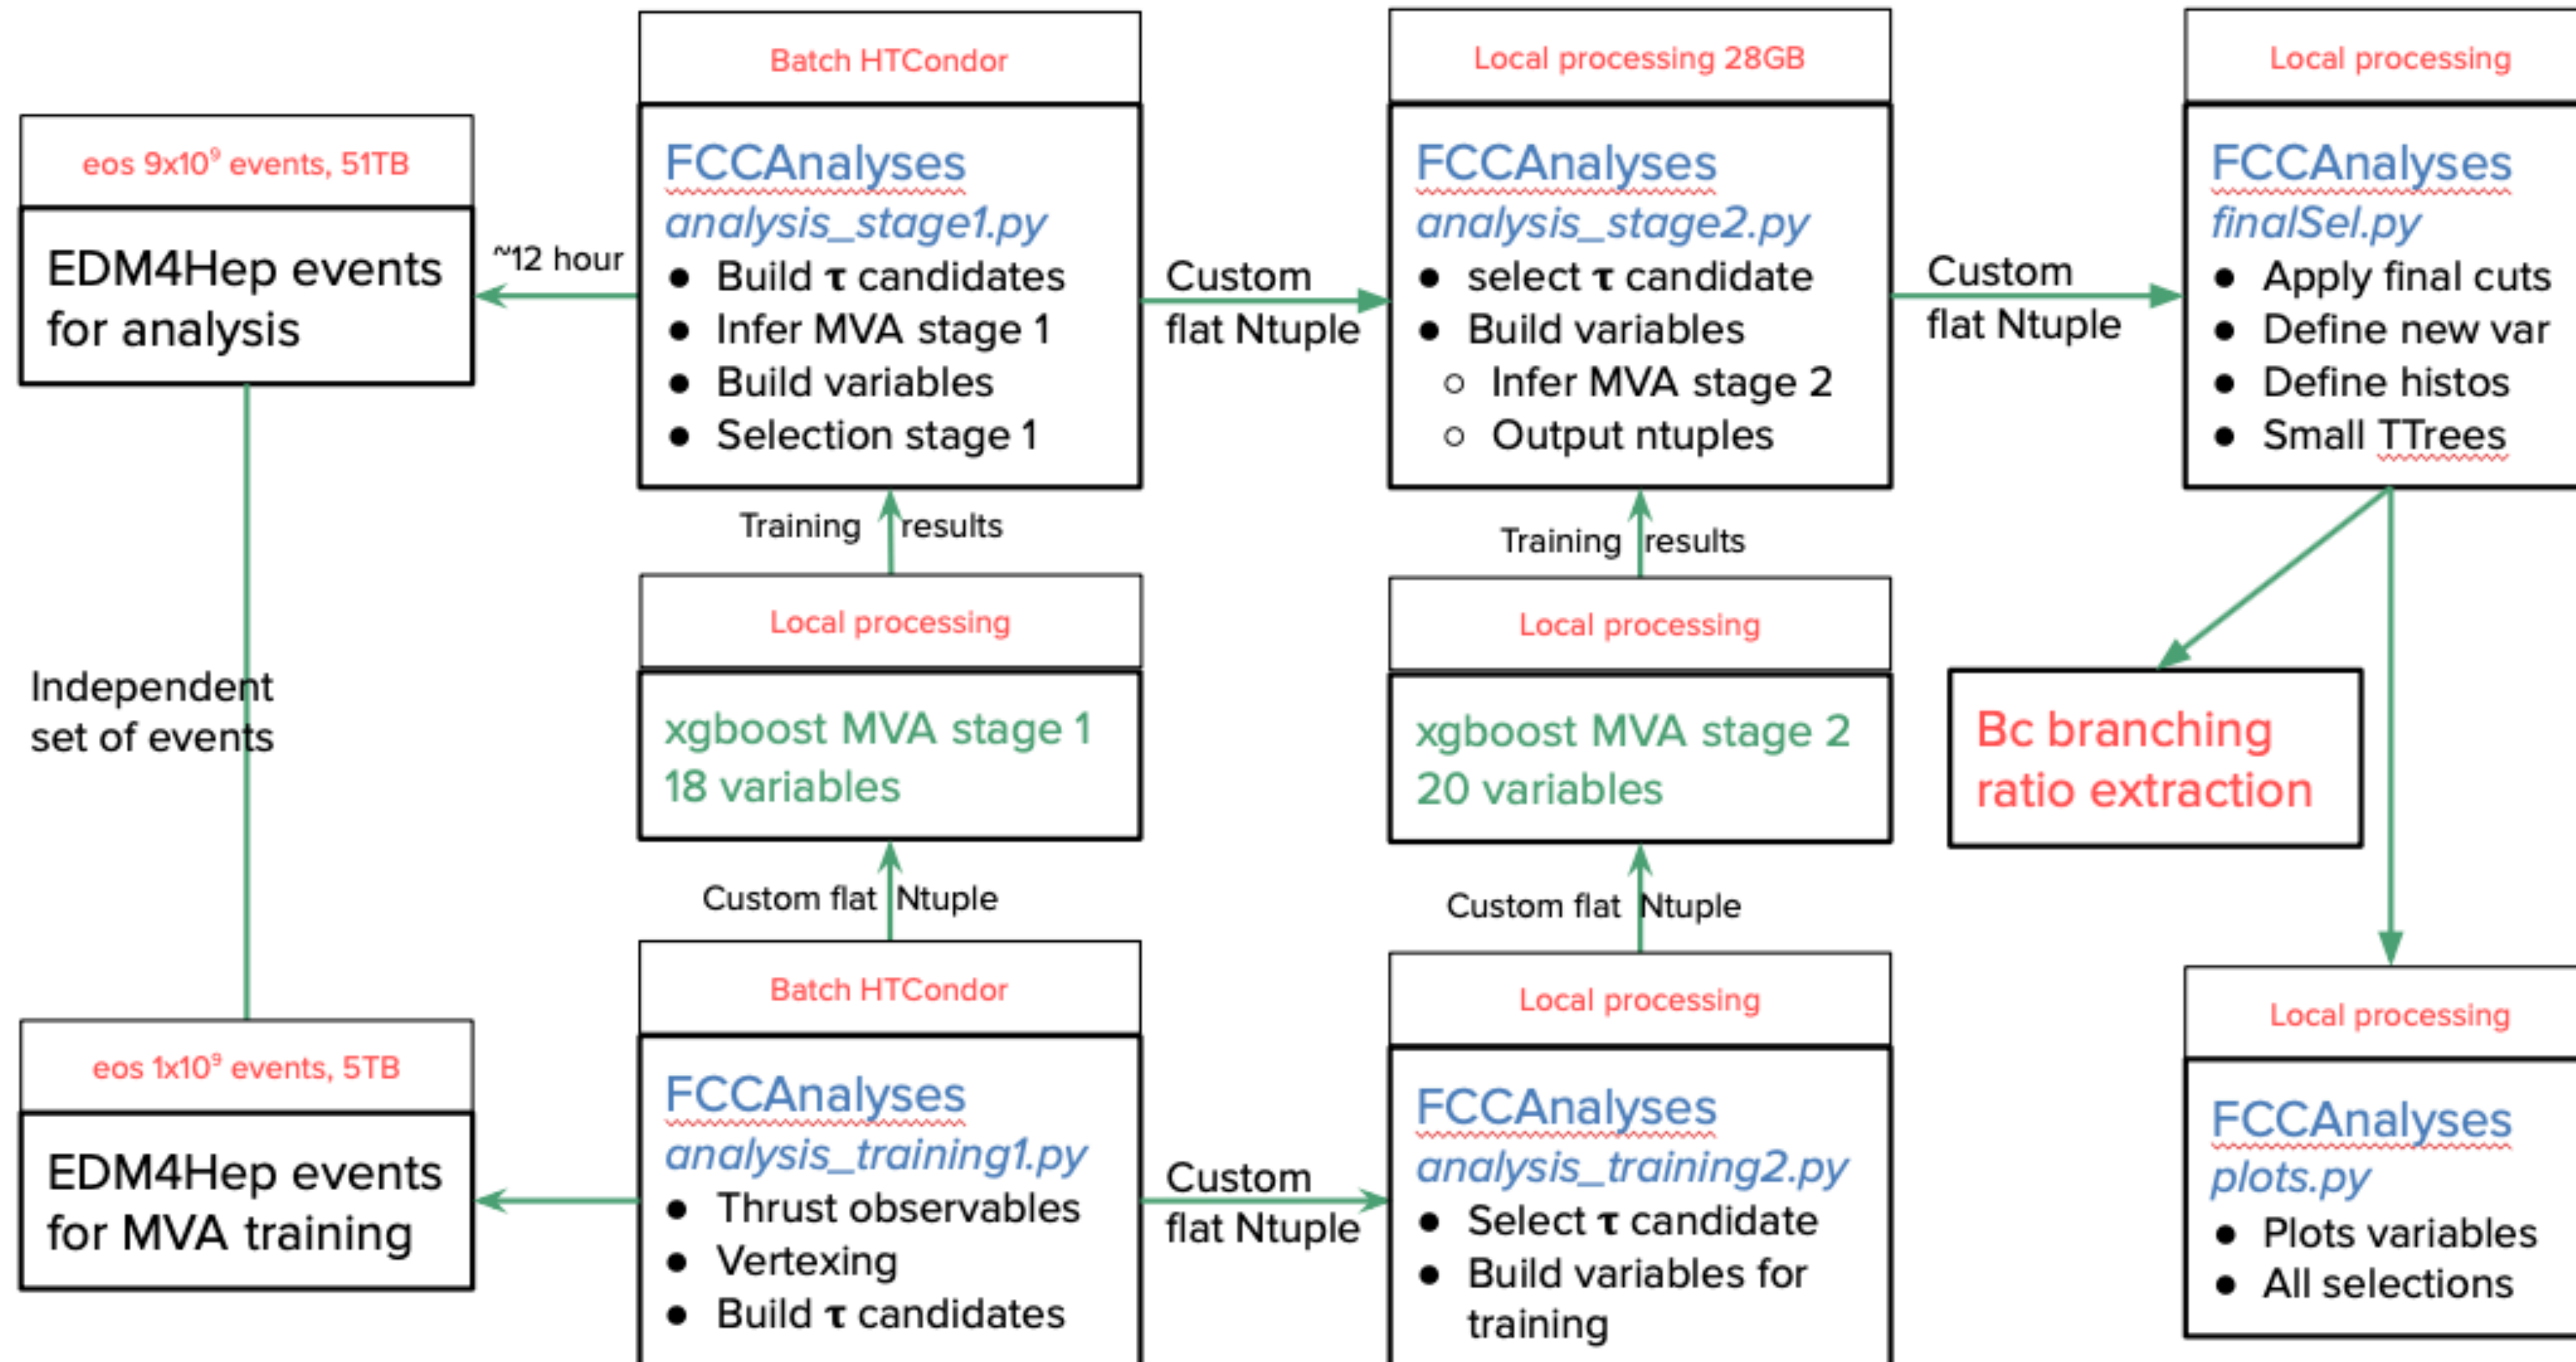 Batch HTCondor
Local processing 28GB
Local processing
eos 9x10⁹ events, 51TB
EDM4Hep events
for analysis
~12 hour
FCCAnalyses
analysis_stage1.py
● Build τ candidates
● Infer MVA stage 1
● Build variables
● Selection stage 1
Custom
flat Ntuple
FCCAnalyses
analysis_stage2.py
● select τ candidate
● Build variables
○ Infer MVA stage 2
○ Output ntuples
Custom
flat Ntuple
FCCAnalyses
finalSel.py
● Apply final cuts
● Define new var
● Define histos
● Small TTrees
Training results
Training results
Local processing
Local processing
Independent
set of events
xgboost MVA stage 1
18 variables
xgboost MVA stage 2
20 variables
Bc branching
ratio extraction
Custom flat Ntuple
Custom flat Ntuple
Batch HTCondor
Local processing
Local processing
eos 1x10⁹ events, 5TB
EDM4Hep events
for MVA training
FCCAnalyses
analysis_training1.py
● Thrust observables
● Vertexing
● Build τ candidates
Custom
flat Ntuple
FCCAnalyses
analysis_training2.py
● Select τ candidate
● Build variables for
training
FCCAnalyses
plots.py
● Plots variables
● All selections